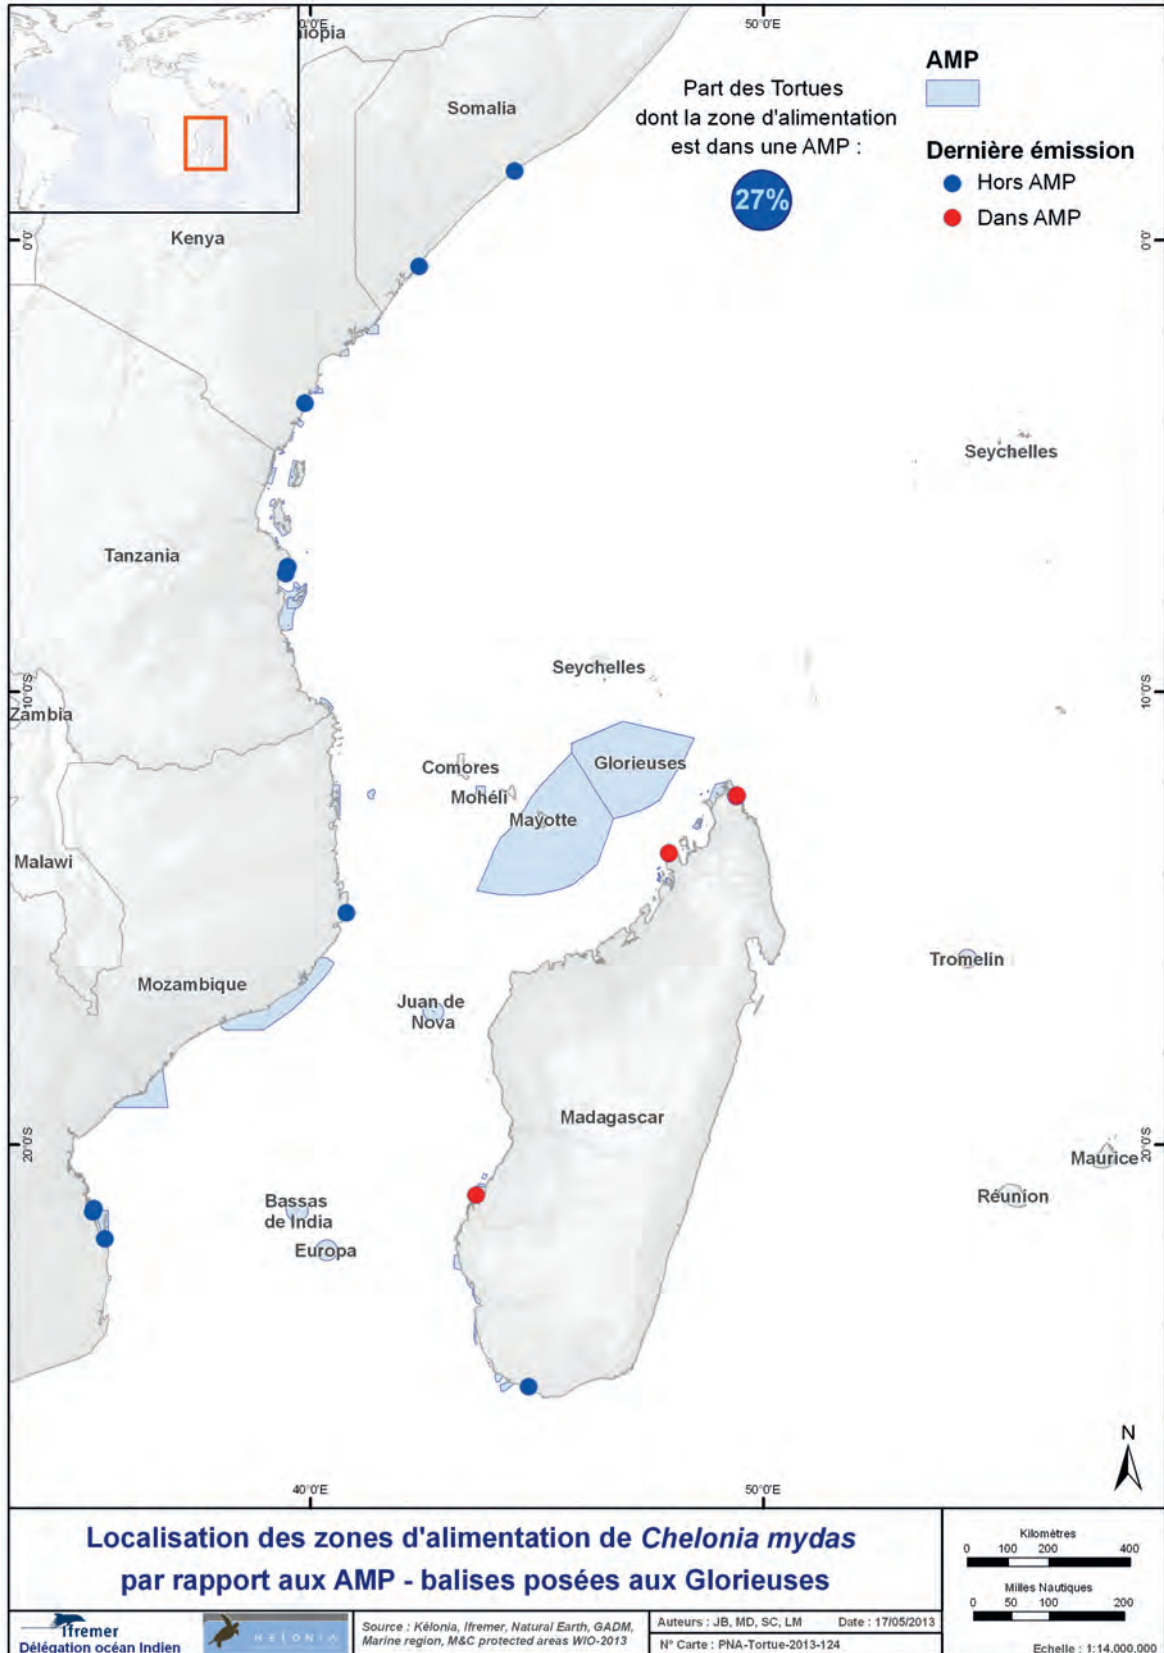 50°E
iopia
Somalia
Part des Tortues
dont la zone d'alimentation
est dans une AMP :
27%
AMP
Dernière émission
Hors AMP
Dans AMP
0°0'
0°0'
Kenya
Seychelles
Tanzania
Seychelles
10°0'S
10°0'S
Zambia
Comores
Glorieuses
Mohéli
Mayotte
Malawi
Tromelin
Mozambique
Juan de
Nova
Madagascar
20°0'S
20°0'S
Maurice
Réunion
Bassas
de India
Europa
N
40°0'E
50°0'E
Localisation des zones d'alimentation de Chelonia mydas
par rapport aux AMP - balises posées aux Glorieuses
Kilomètres
0 100 200 400
Milles Nautiques
0 50 100 200
Echelle : 1:14.000.000
Ifremer
Délégation océan Indien
KELONIA
Source : Kélonia, Ifremer, Natural Earth, GADM,
Marine region, M&C protected areas WIO-2013
Auteurs : JB, MD, SC, LM Date : 17/05/2013
N° Carte : PNA-Tortue-2013-124